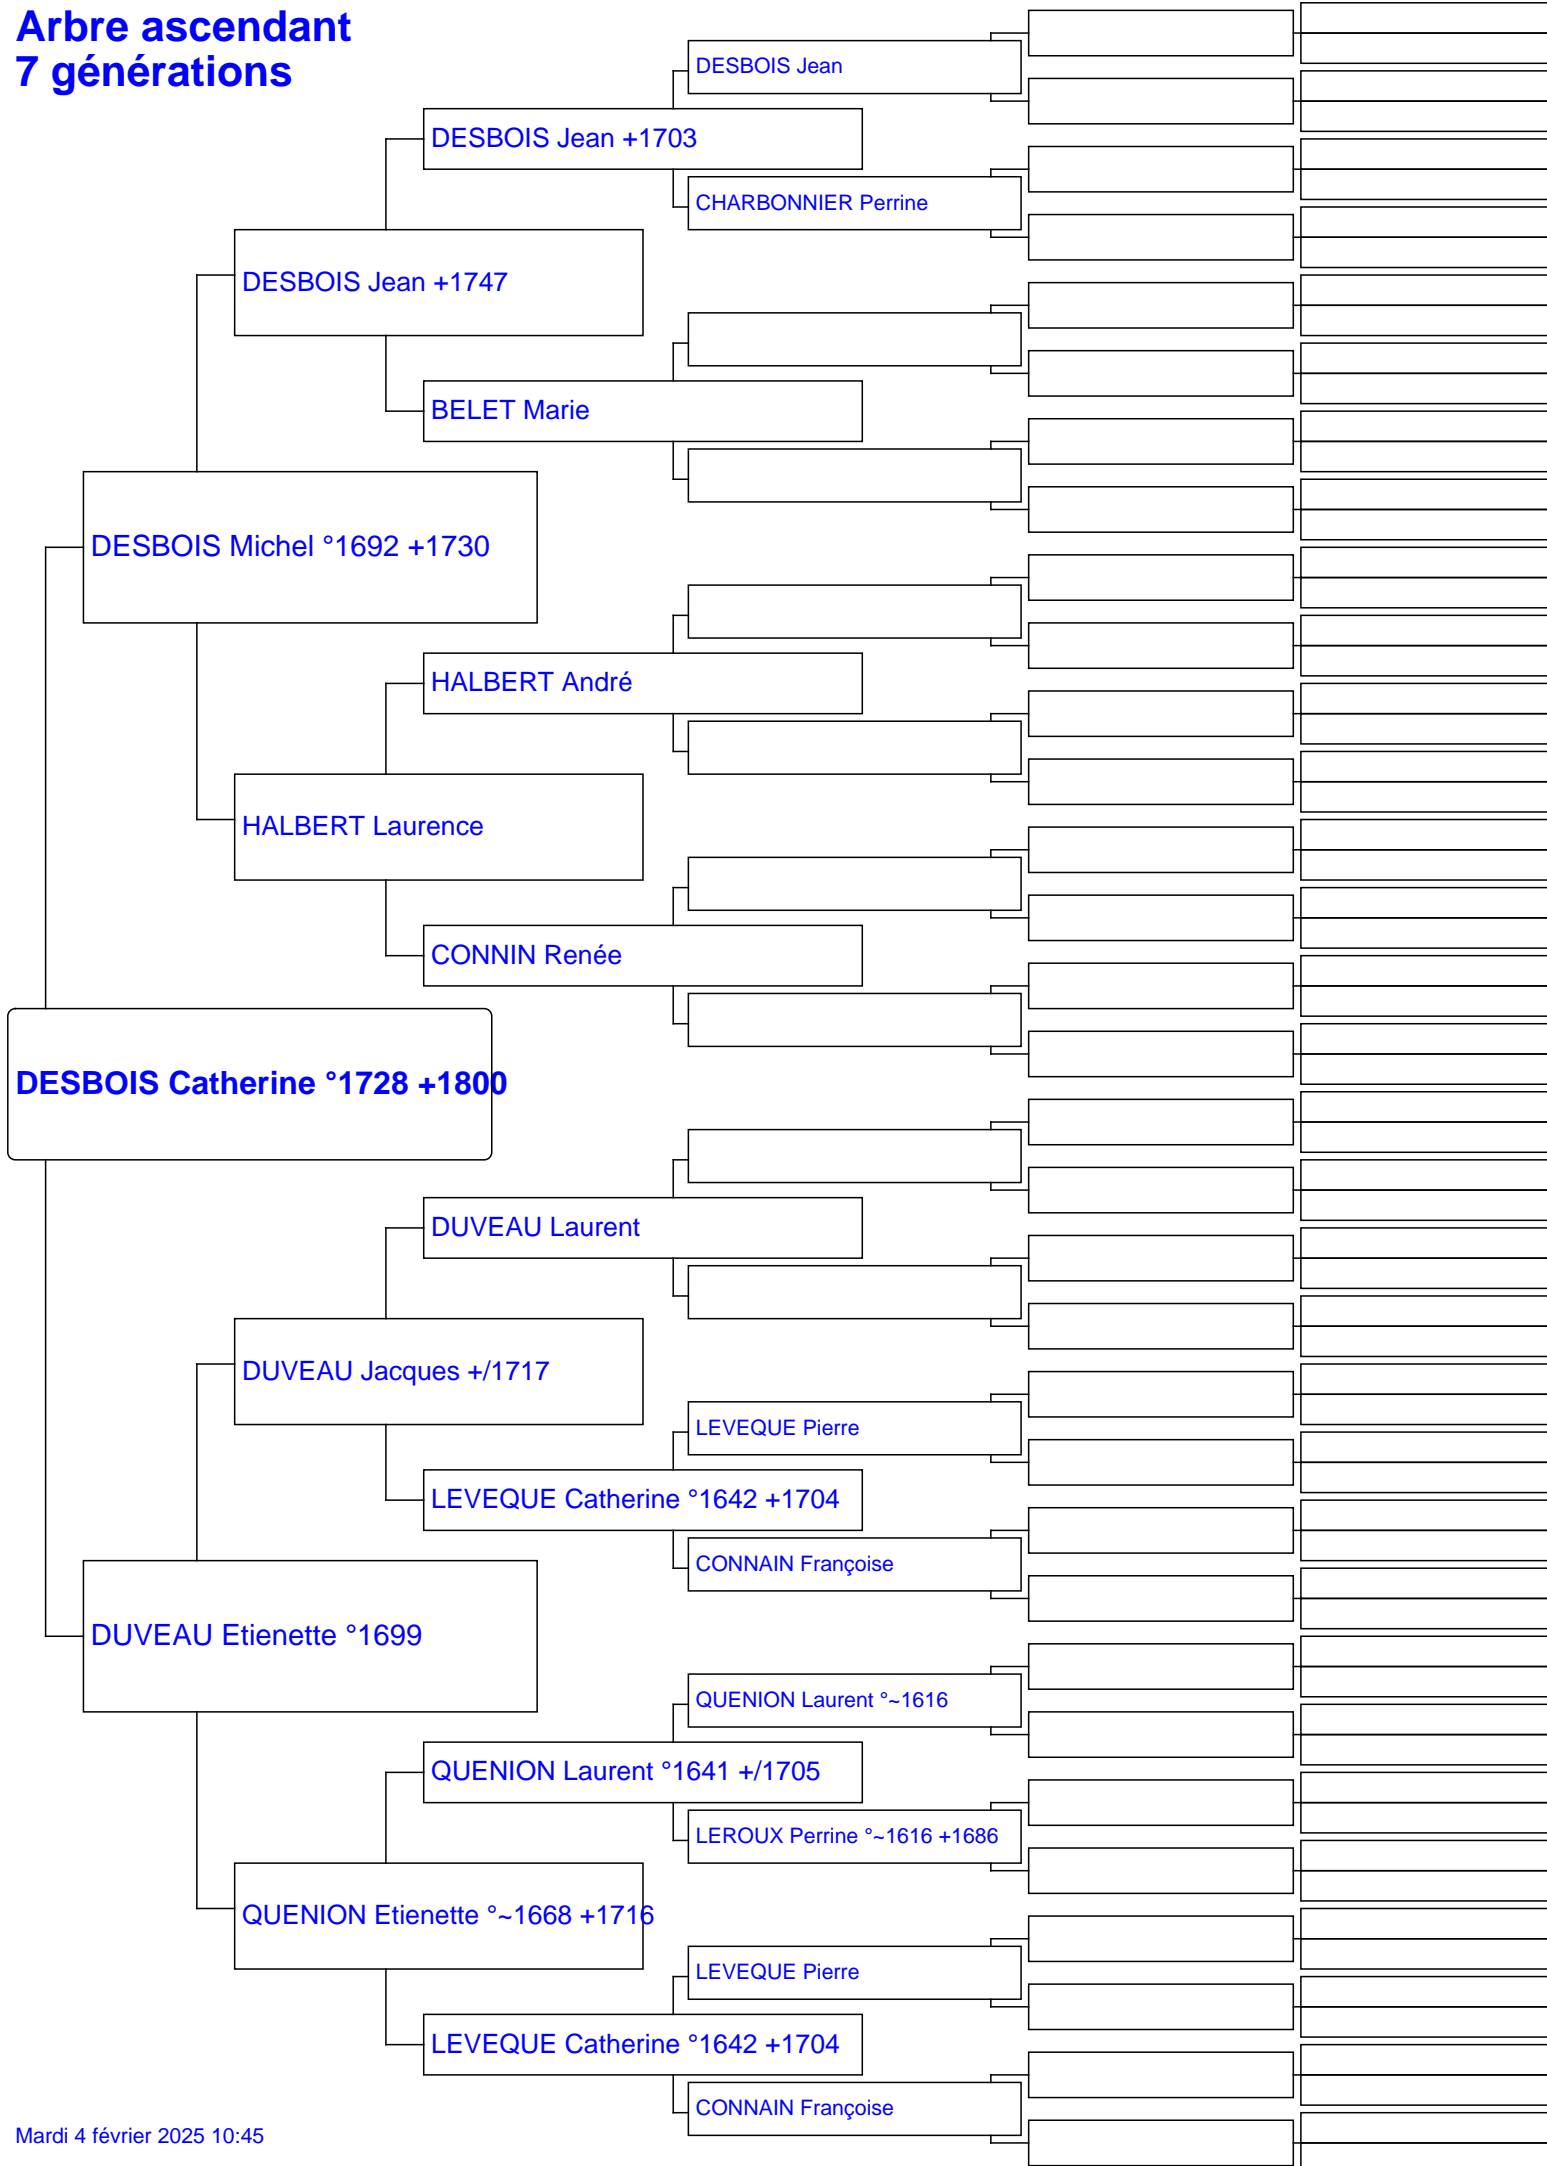 Arbre ascendant
7 générations
DESBOIS Jean
DESBOIS Jean +1703
CHARBONNIER Perrine
DESBOIS Jean +1747
BELET Marie
DESBOIS Michel °1692 +1730
HALBERT André
HALBERT Laurence
CONNIN Renée
DESBOIS Catherine °1728 +1800
DUVEAU Laurent
DUVEAU Jacques +/1717
LEVEQUE Pierre
LEVEQUE Catherine °1642 +1704
CONNAIN Françoise
DUVEAU Etienette °1699
QUENION Laurent °~1616
QUENION Laurent °1641 +/1705
LEROUX Perrine °~1616 +1686
QUENION Etienette °~1668 +1716
LEVEQUE Pierre
LEVEQUE Catherine °1642 +1704
CONNAIN Françoise
Mardi 4 février 2025 10:45